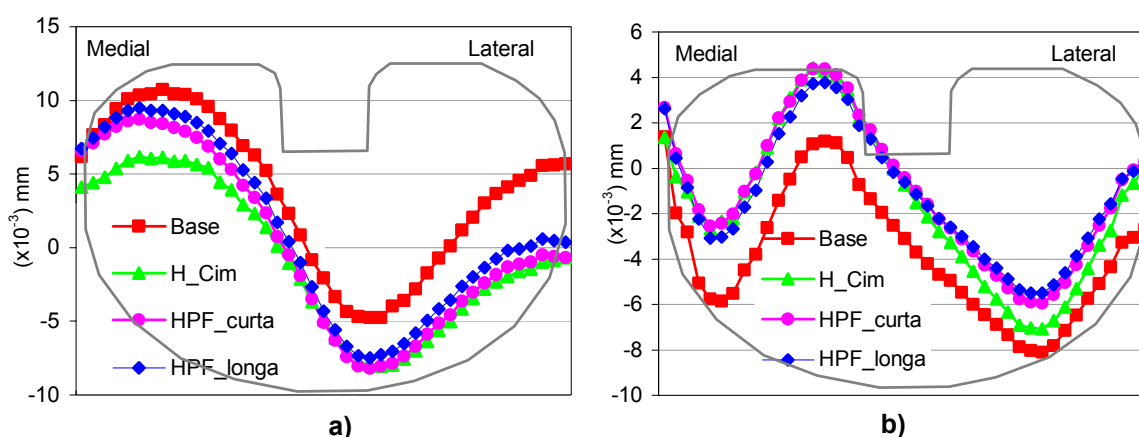 15
10
5
0
-5
-10
(x10-3) mm
Medial
Lateral
Base
H_Cim
HPF_curta
HPF_longa
a)
6
4
2
0
-2
-4
-6
-8
-10
(x10-3) mm
Medial
Lateral
Base
H_Cim
HPF_curta
HPF_longa
b)